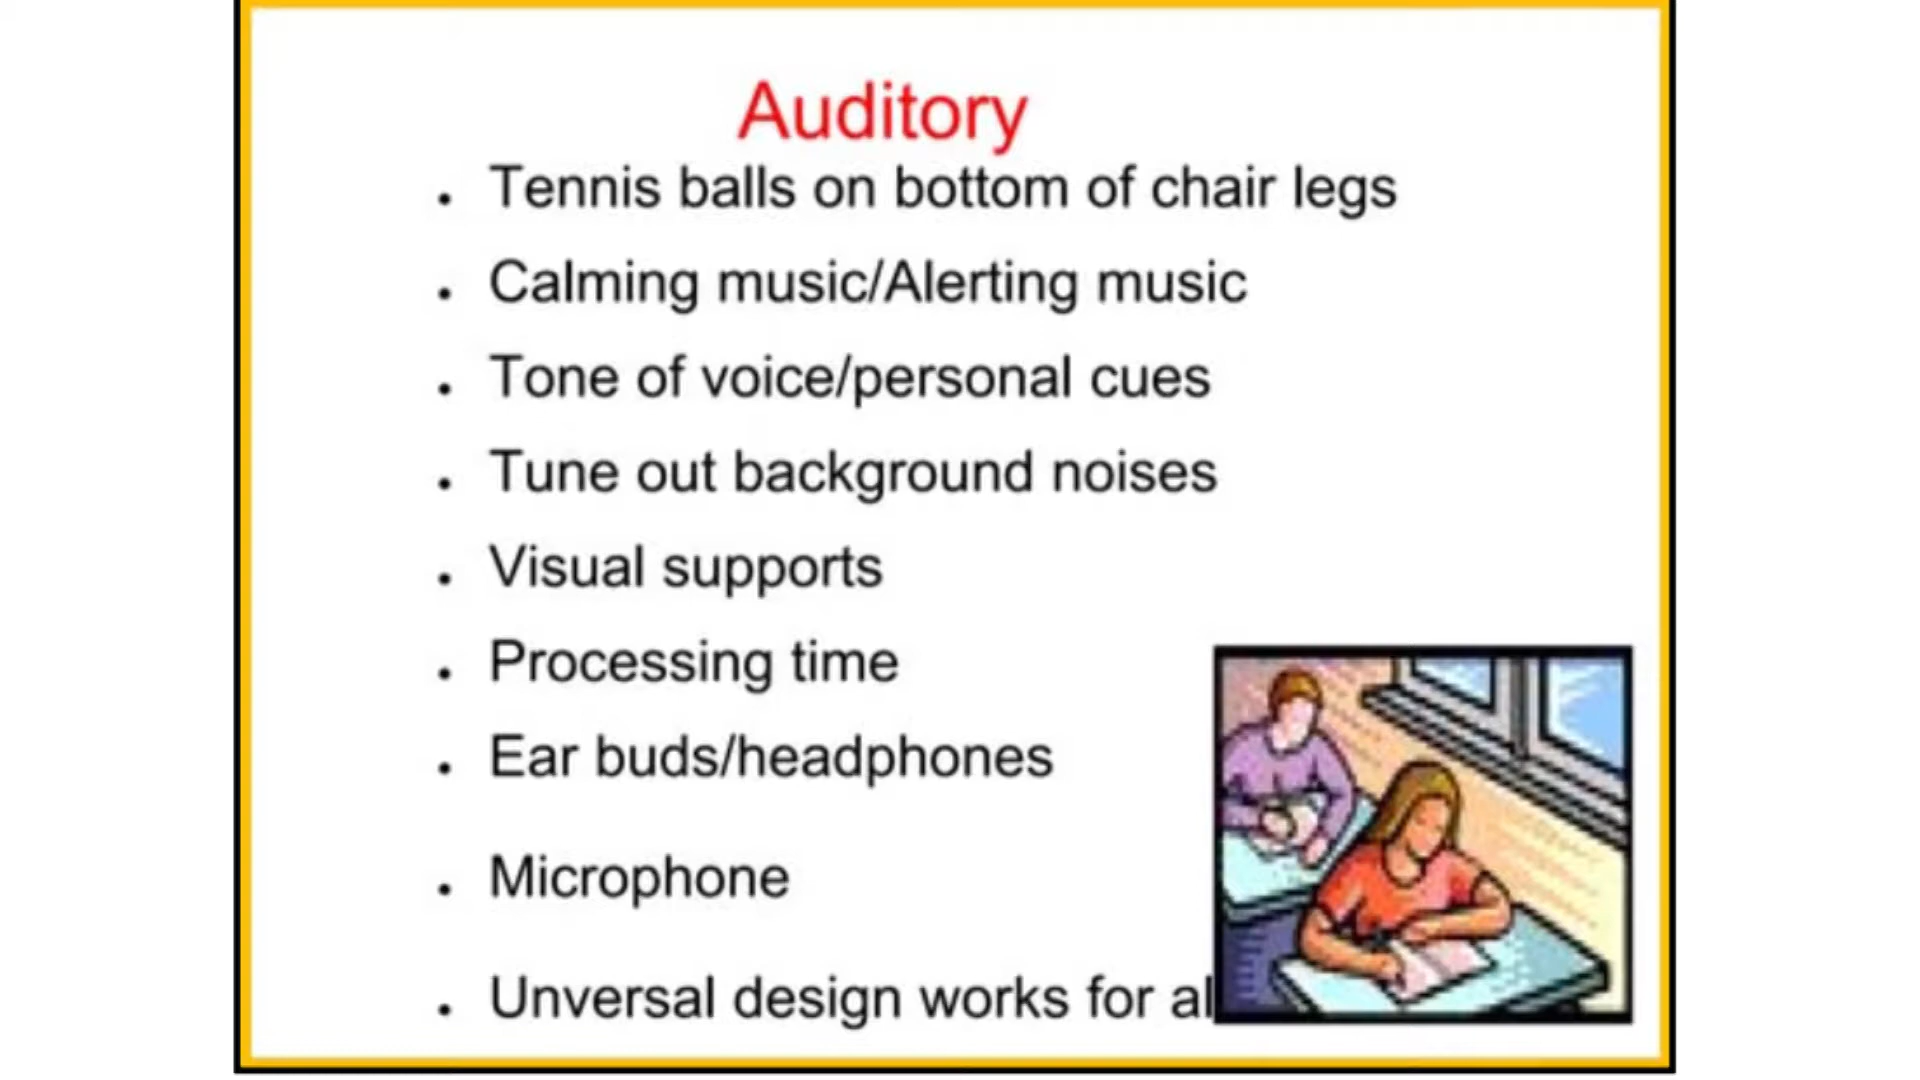 Auditory
. Tennis balls on bottom of chair legs
. Calming music/Alerting music
. Tone of voice/personal cues
. Tune out background noises
. Visual supports
. Processing time
. Ear buds/headphones
. Microphone
. Unversal design works for al